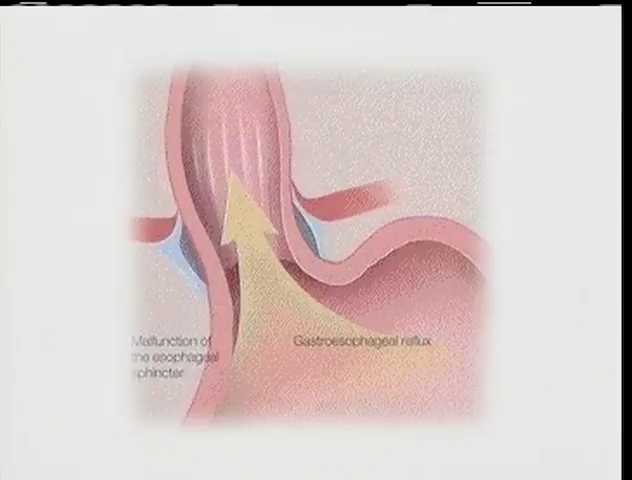 Malfunction of
the esophageal
sphincter
Gastroesophageal reflux